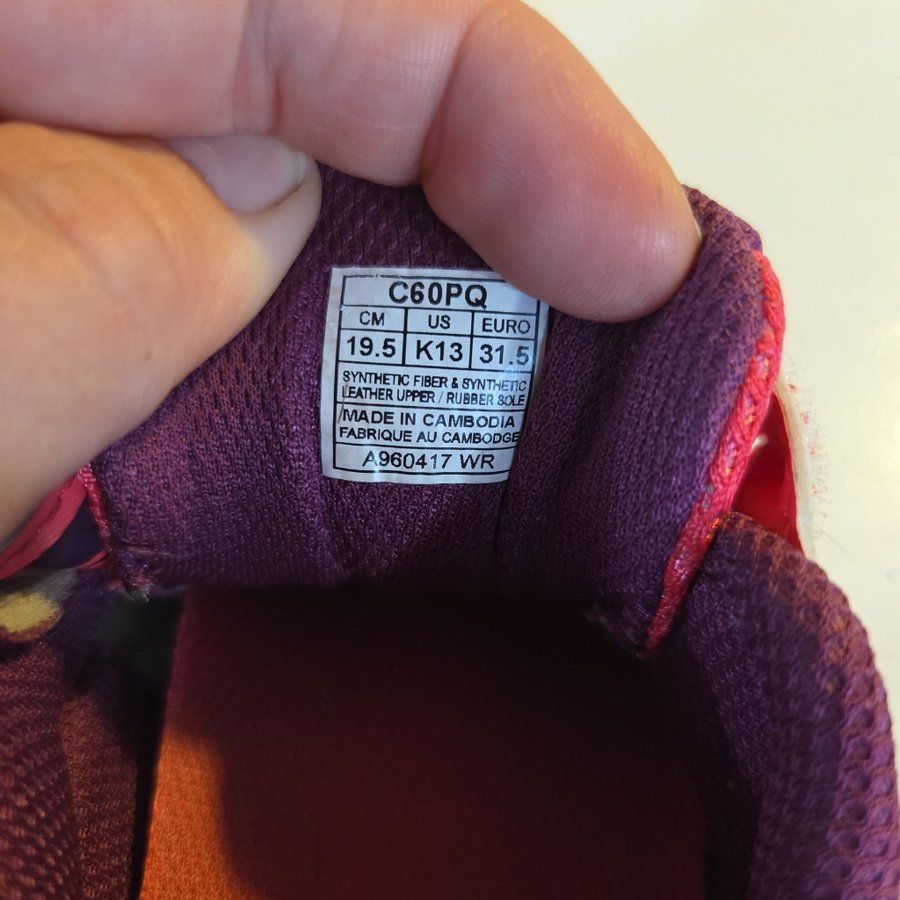 C60PQ
CM US EURO
19.5 K13 31.5
SYNTHETIC FIBER & SYNTHETIC
LEATHER UPPER / RUBBER SOLE
MADE IN CAMBODIA
FABRIQUE AU CAMBODGE
A960417 WR